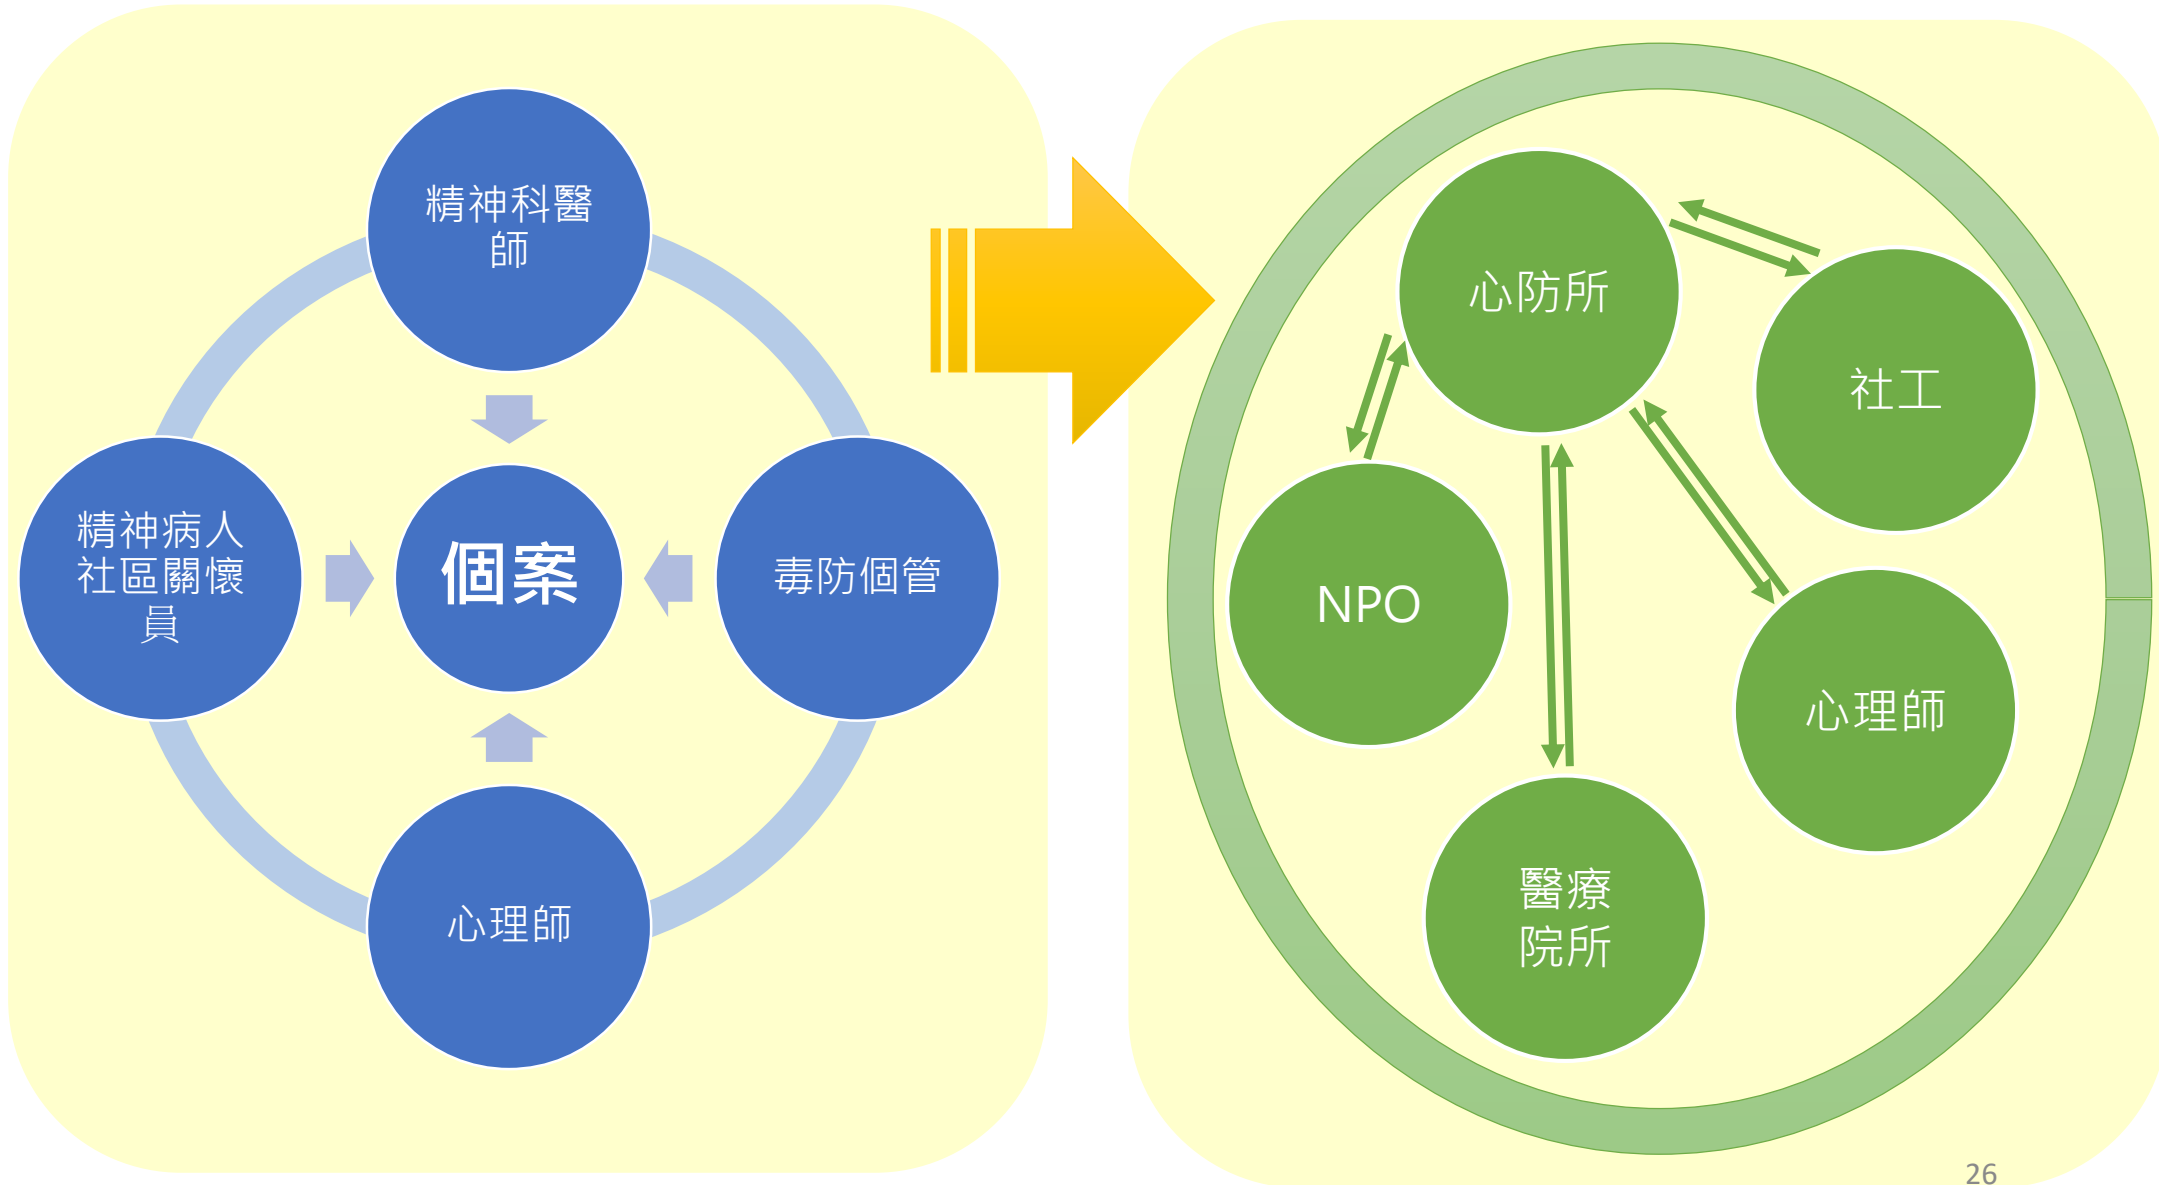 精神科醫
師
精神病人
社區關懷
員
個案
毒防個管
心理師
心防所
社工
NPO
心理師
醫療
院所
26